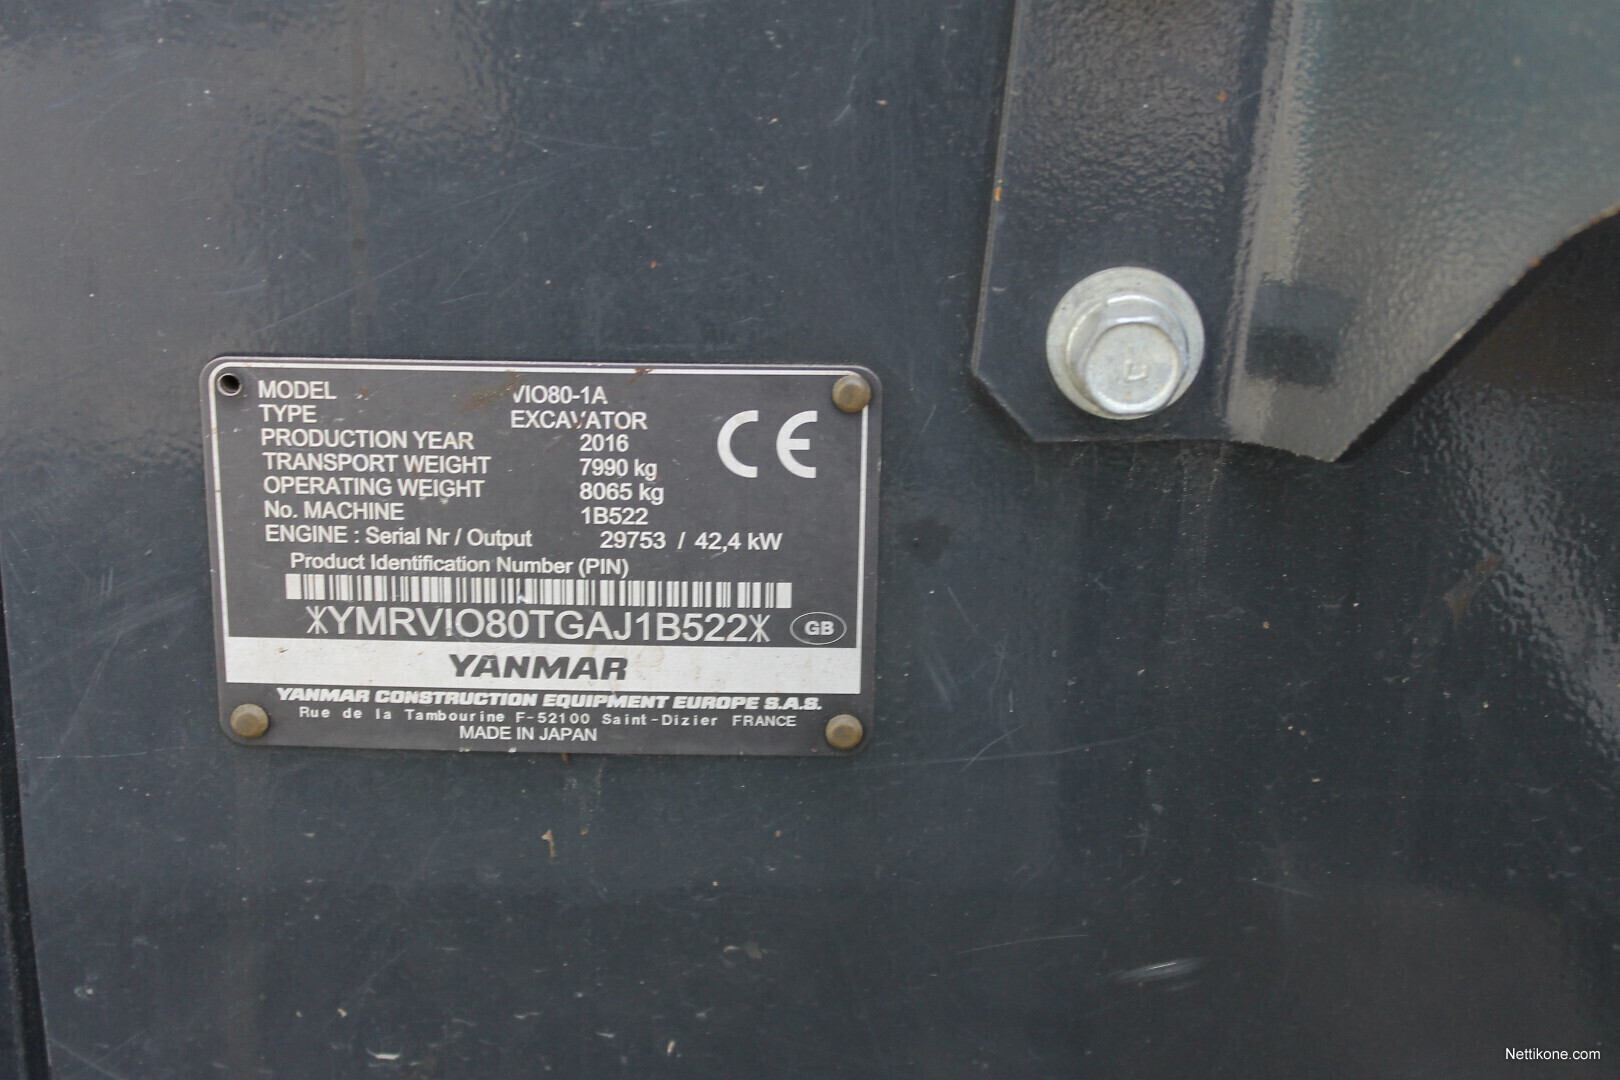 MODEL VIO80-1A
TYPE EXCAVATOR
PRODUCTION YEAR 2016
TRANSPORT WEIGHT 7990 kg
OPERATING WEIGHT 8065 kg
No. MACHINE 1B522
ENGINE : Serial Nr / Output 29753 / 42,4 kW
CE
Product Identification Number (PIN)
YMRVIO80TGAJ1B522
GB
YANMAR
YANMAR CONSTRUCTION EQUIPMENT EUROPE S.A.S.
Rue de la Tambourine F-52100 Saint-Dizier FRANCE
MADE IN JAPAN
Nettikone.com